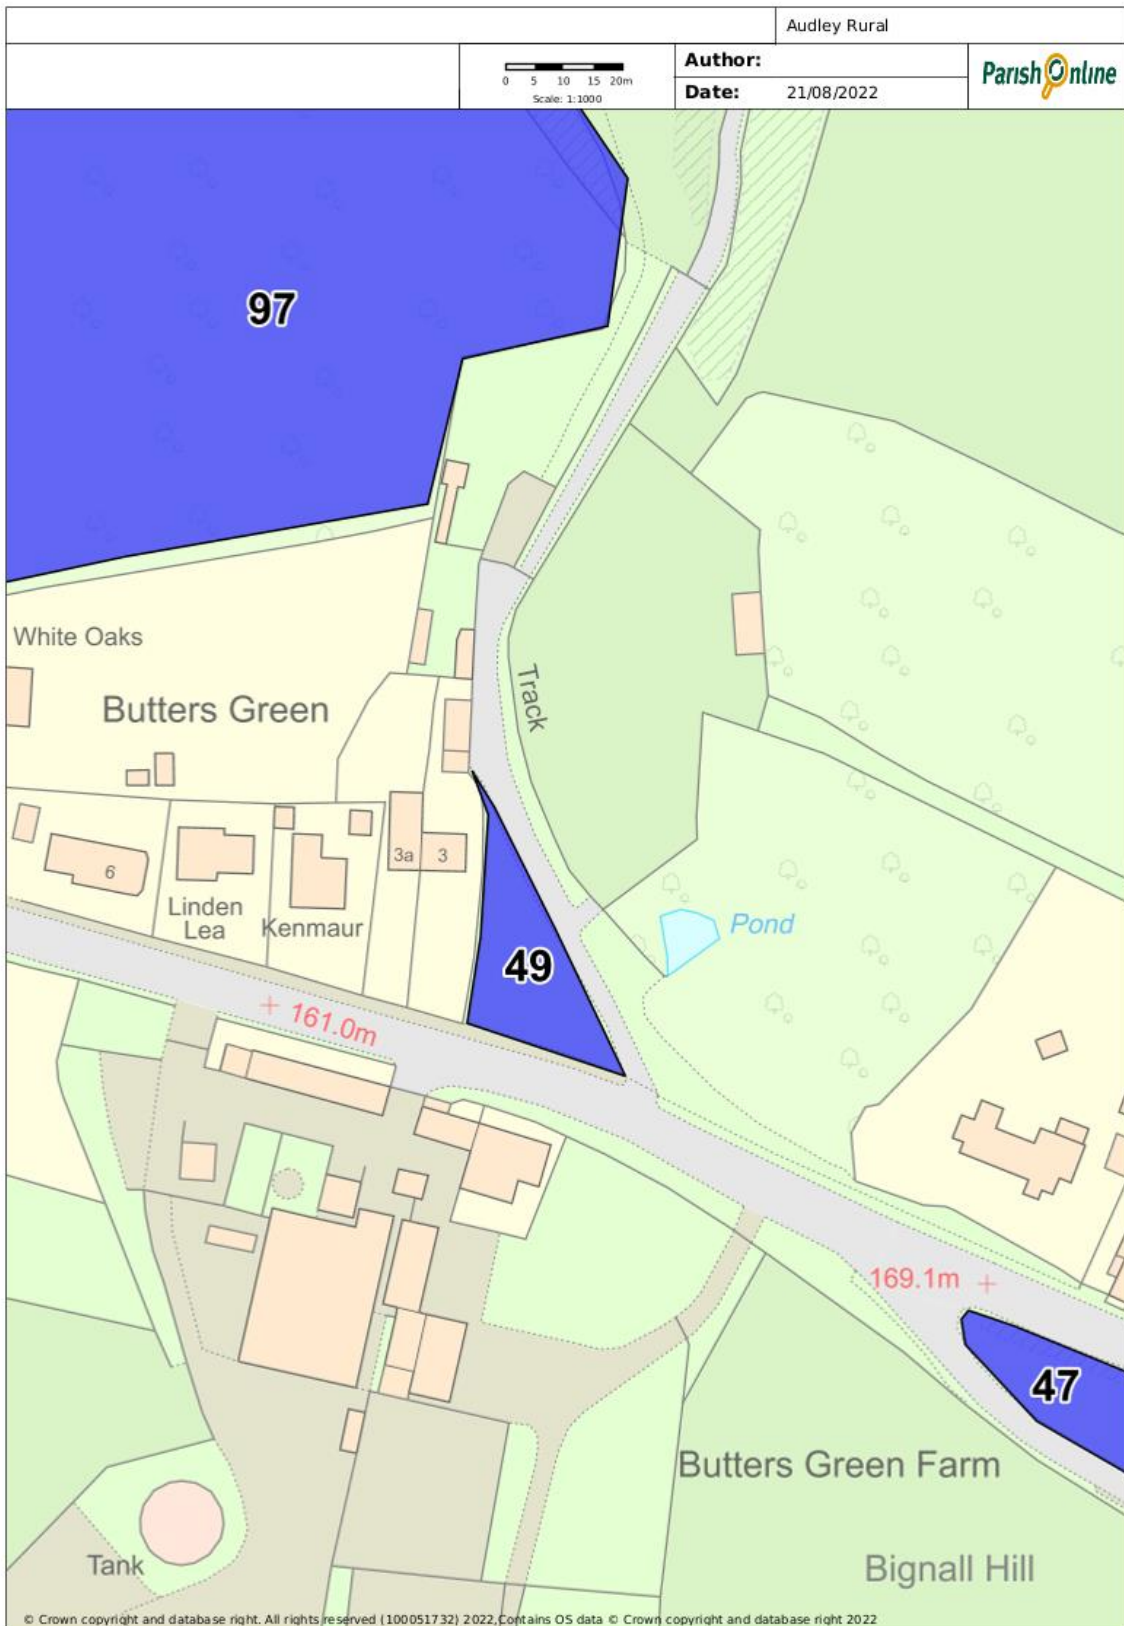 Audley Rural
0 5 10 15 20m
Scale: 1:1000
Author:
Date: 21/08/2022
Parish Online
97
White Oaks
Butters Green
Track
6
3a
3
Linden
Lea
Kenmaur
Pond
49
161.0m
169.1m
47
Butters Green Farm
Tank
Bignall Hill
© Crown copyright and database right. All rights reserved (100051732) 2022,Contains OS data © Crown copyright and database right 2022